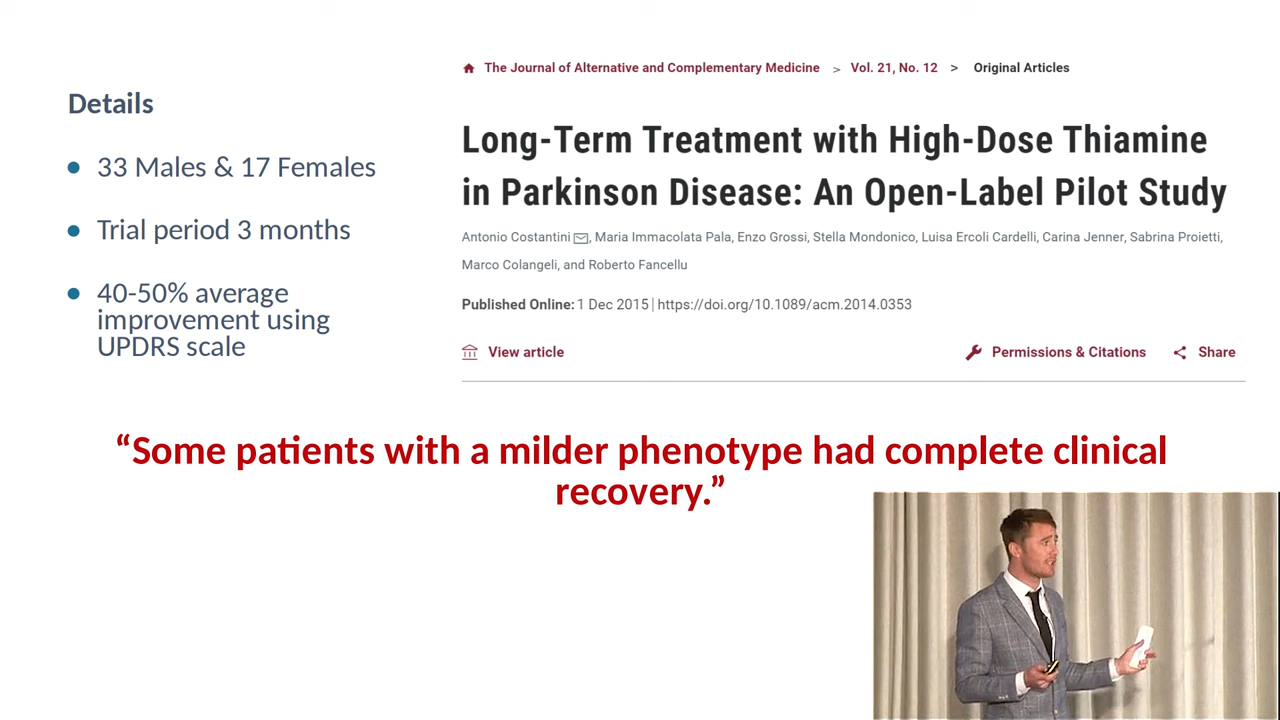 Details
• 33 Males & 17 Females
• Trial period 3 months
• 40-50% average
improvement using
UPDRS scale
The Journal of Alternative and Complementary Medicine > Vol. 21, No. 12 > Original Articles
Long-Term Treatment with High-Dose Thiamine
in Parkinson Disease: An Open-Label Pilot Study
Antonio Costantini, Maria Immacolata Pala, Enzo Grossi, Stella Mondonico, Luisa Ercoli Cardelli, Carina Jenner, Sabrina Proietti,
Marco Colangeli, and Roberto Fancellu
Published Online: 1 Dec 2015 | https://doi.org/10.1089/acm.2014.0353
View article
Permissions & Citations
Share
“Some patients with a milder phenotype had complete clinical
recovery.”